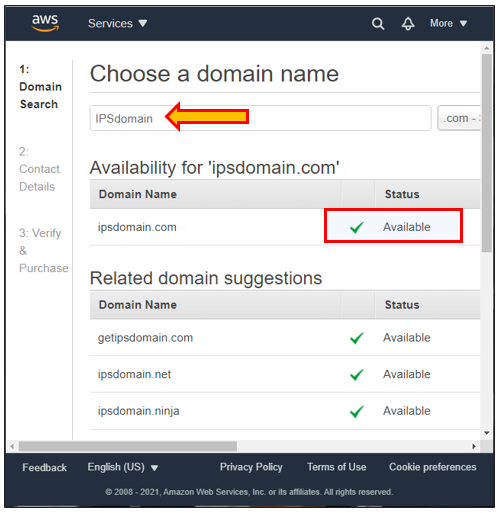 aws Services More
1:
Domain
Search
2:
Contact
Details
3: Verify
&
Purchase
Choose a domain name
IPSdomain .com -
Availability for 'ipsdomain.com'
Domain Name Status
ipsdomain.com Available
Related domain suggestions
Domain Name Status
getipsdomain.com Available
ipsdomain.net Available
ipsdomain.ninja Available
Feedback English (US) Privacy Policy Terms of Use Cookie preferences
© 2008 - 2021, Amazon Web Services, Inc. or its affiliates. All rights reserved.